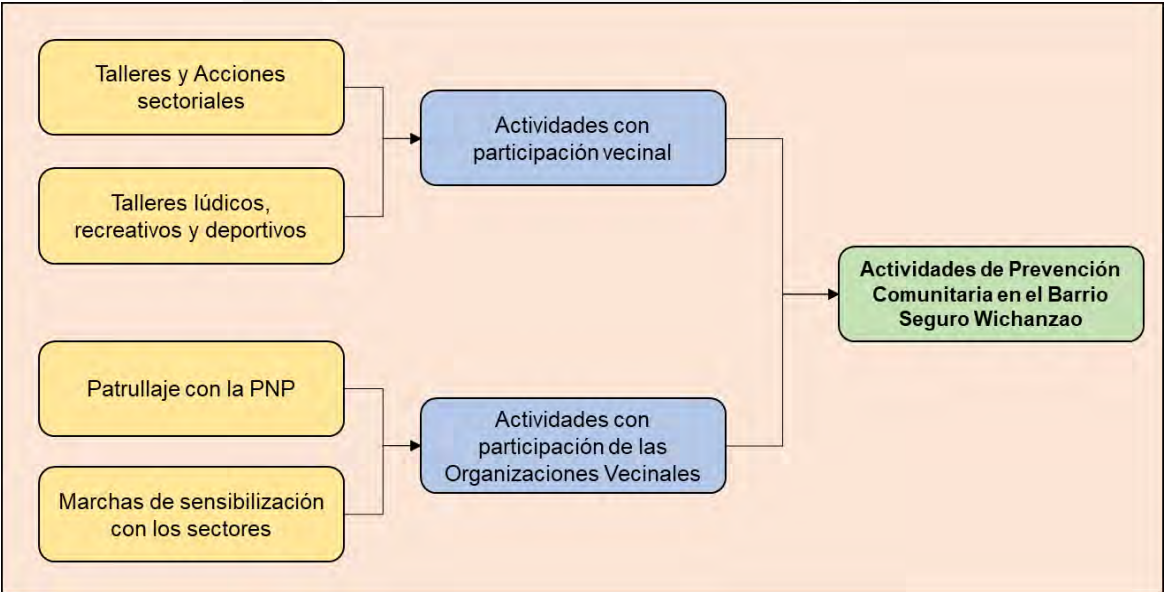 Talleres y Acciones
sectoriales
Talleres lúdicos,
recreativos y deportivos
Actividades con
participación vecinal
Patrullaje con la PNP
Marchas de sensibilización
con los sectores
Actividades con
participación de las
Organizaciones Vecinales
Actividades de Prevención
Comunitaria en el Barrio
Seguro Wichanzao